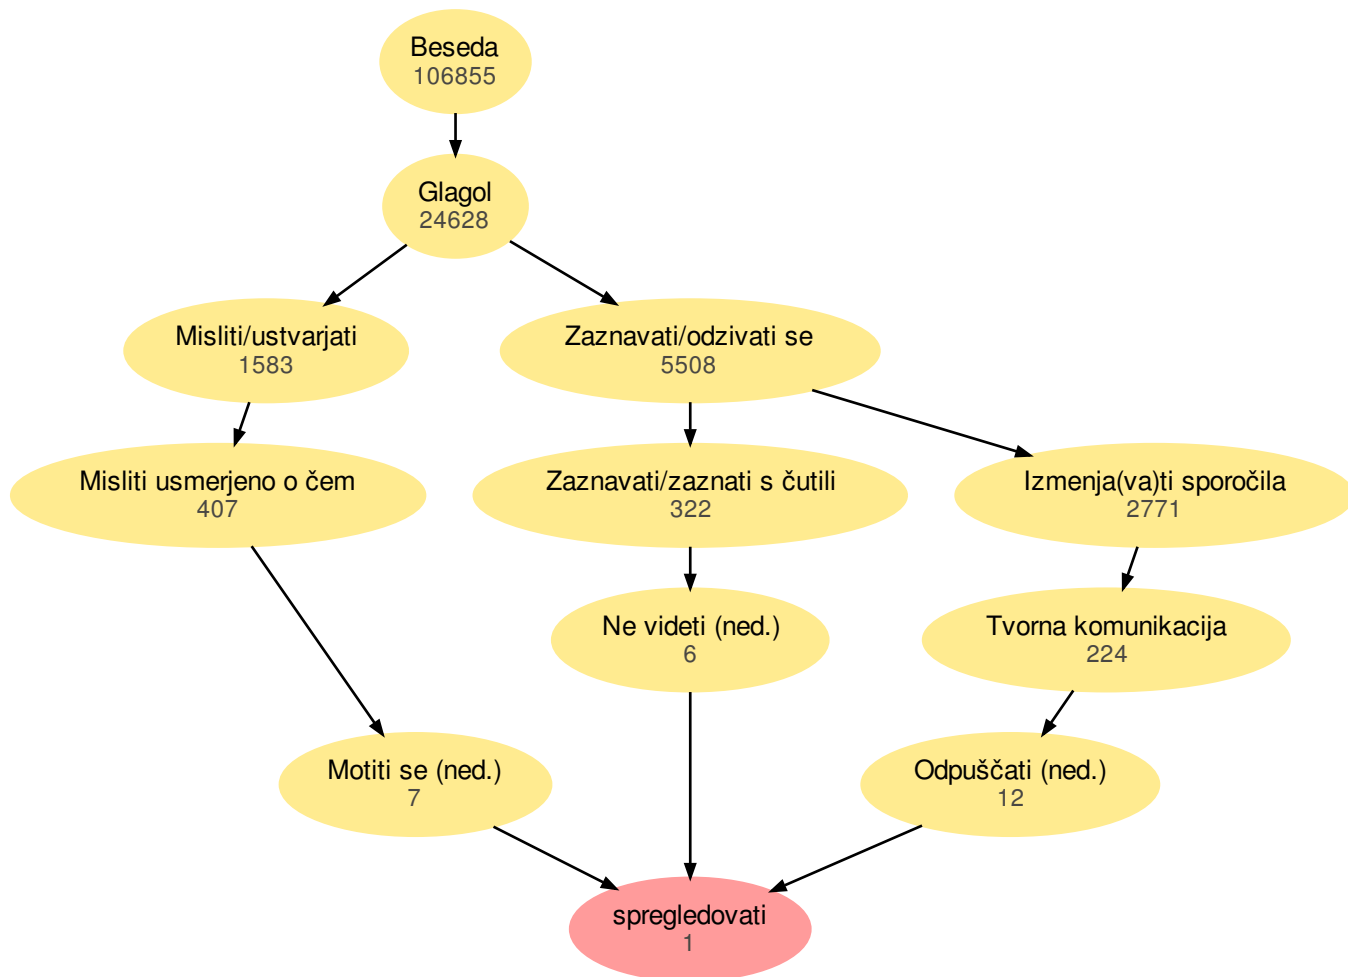 Beseda
106855
Glagol
24628
Misliti/ustvarjati
1583
Zaznavati/odzivati se
5508
Misliti usmerjeno o čem
407
Zaznavati/zaznati s čutili
322
Izmenja(va)ti sporočila
2771
Ne videti (ned.)
6
Tvorna komunikacija
224
Motiti se (ned.)
7
Odpuščati (ned.)
12
spregledovati
1